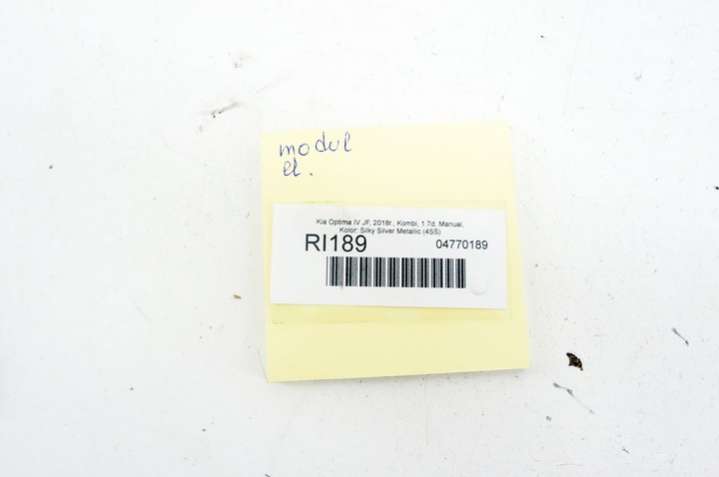 modul
el.
Kia Optima IV JF, 2018r., Kombi, 1.7d, Manual,
Kolor: Silky Silver Metallic (4SS)
RI189 04770189